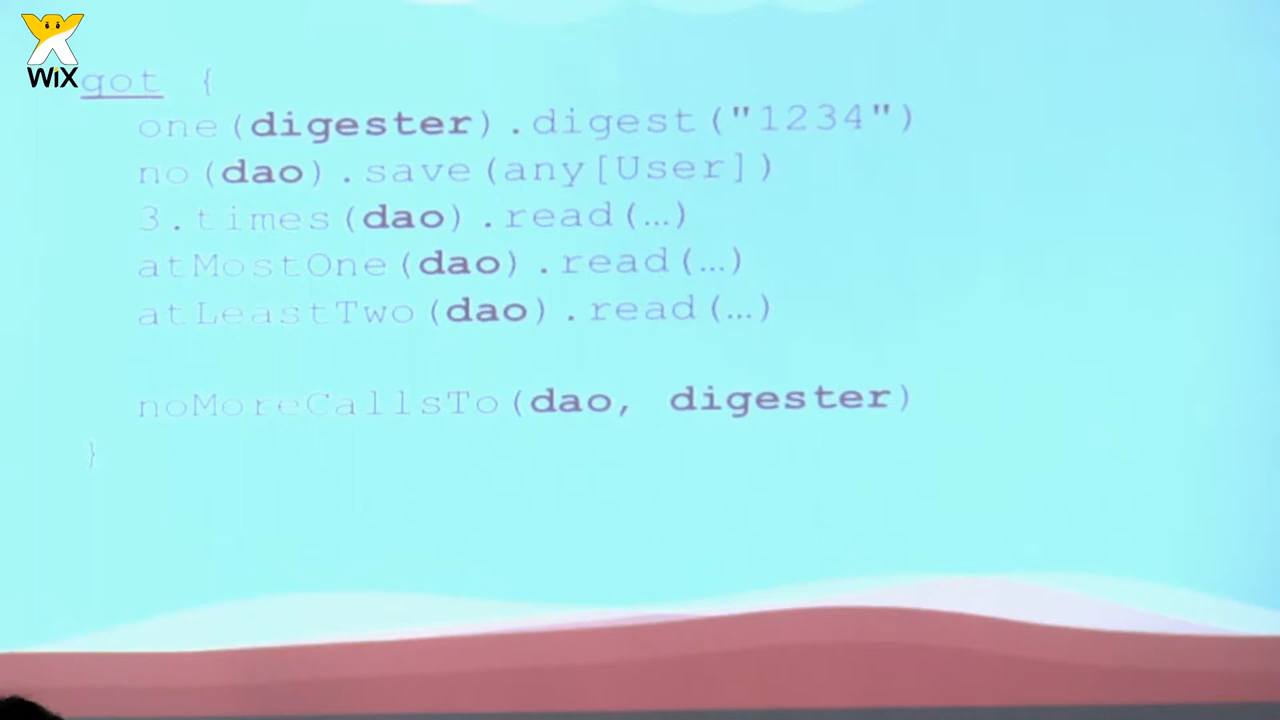 WiX
got {
one(digester).digest("1234")
no(dao).save(any[User])
3.times(dao).read(…)
atMostOne(dao).read(…)
atLeastTwo(dao).read(…)
noMoreCallsTo(dao, digester)
}